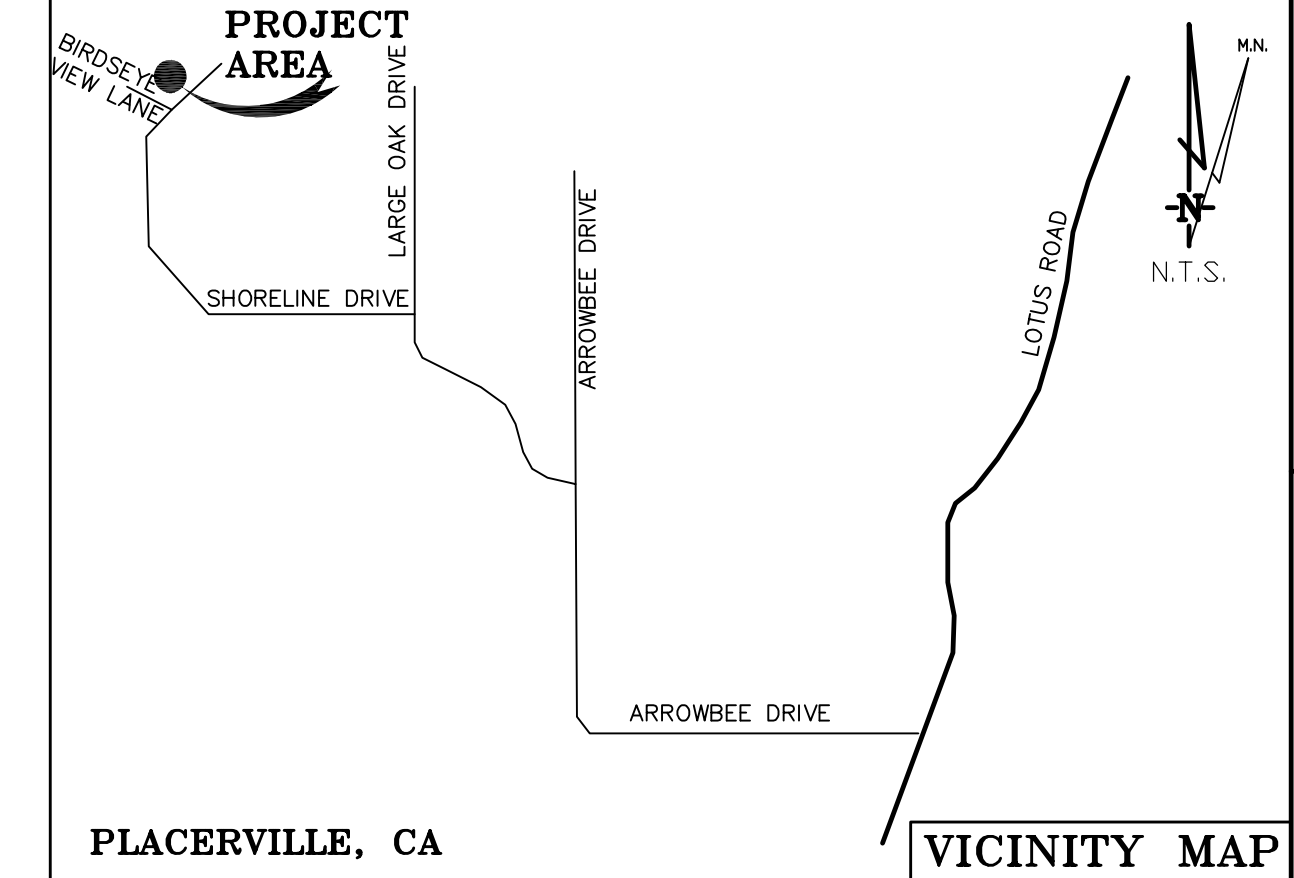 PROJECT
AREA
BIRDSEYE
VIEW LANE
LARGE OAK DRIVE
M.N.
ARROWBEE DRIVE
N
LOTUS ROAD
N.T.S.
SHORELINE DRIVE
ARROWBEE DRIVE
PLACERVILLE, CA
VICINITY MAP